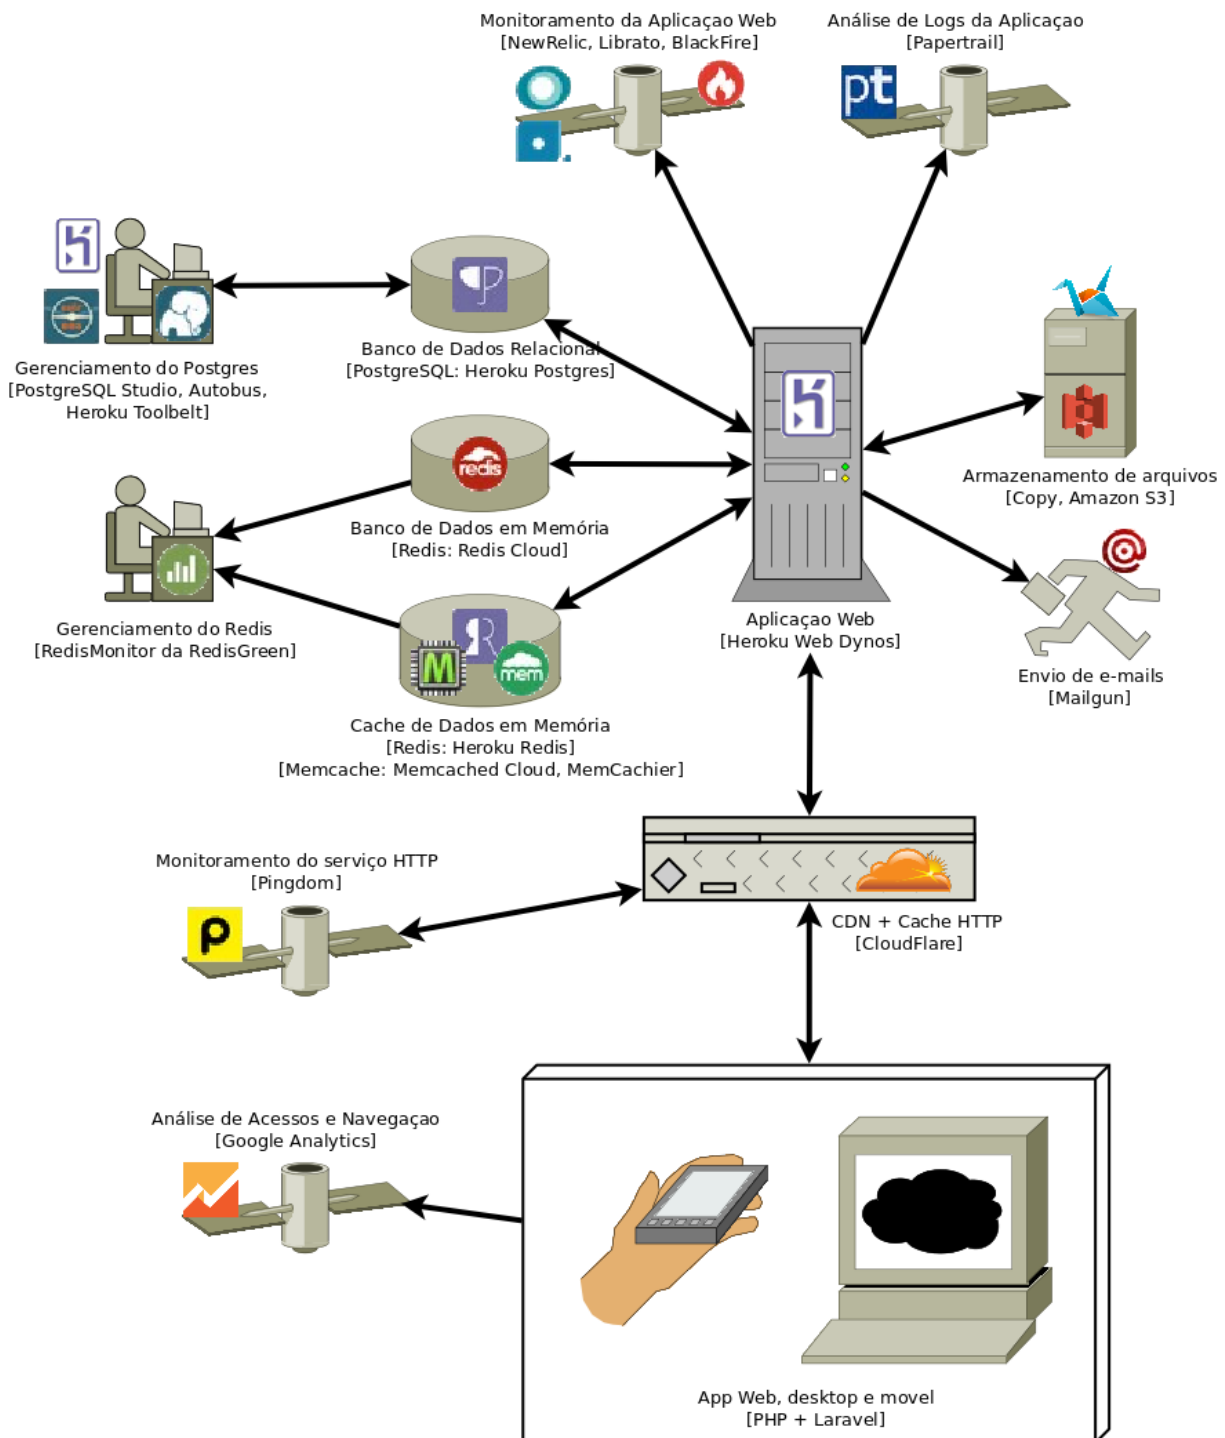 Monitoramento da Aplicaçao Web
[NewRelic, Librato, BlackFire]
Análise de Logs da Aplicaçao
[Papertrail]
pt
Gerenciamento do Postgres
[PostgreSQL Studio, Autobus,
Heroku Toolbelt]
Banco de Dados Relacional
[PostgreSQL: Heroku Postgres]
Armazenamento de arquivos
[Copy, Amazon S3]
redis
Banco de Dados em Memória
[Redis: Redis Cloud]
Gerenciamento do Redis
[RedisMonitor da RedisGreen]
R
M
mem
Cache de Dados em Memória
[Redis: Heroku Redis]
[Memcache: Memcached Cloud, MemCachier]
Aplicaçao Web
[Heroku Web Dynos]
Envio de e-mails
[Mailgun]
Monitoramento do serviço HTTP
[Pingdom]
CDN + Cache HTTP
[CloudFlare]
Análise de Acessos e Navegaçao
[Google Analytics]
App Web, desktop e movel
[PHP + Laravel]